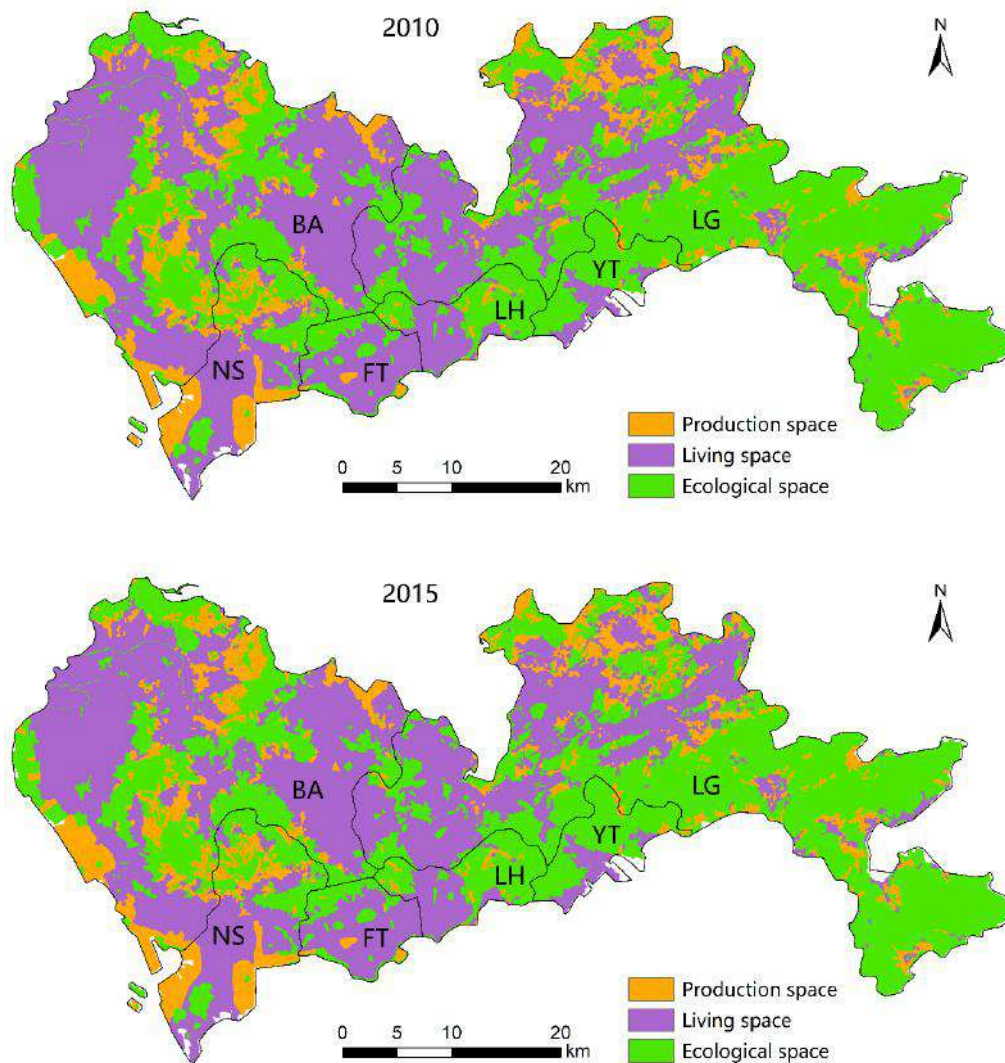 2010
N
BA
LG
YT
LH
NS
FT
Production space
Living space
Ecological space
0 5 10 20
km
2015
N
BA
LG
YT
LH
NS
FT
Production space
Living space
Ecological space
0 5 10 20
km